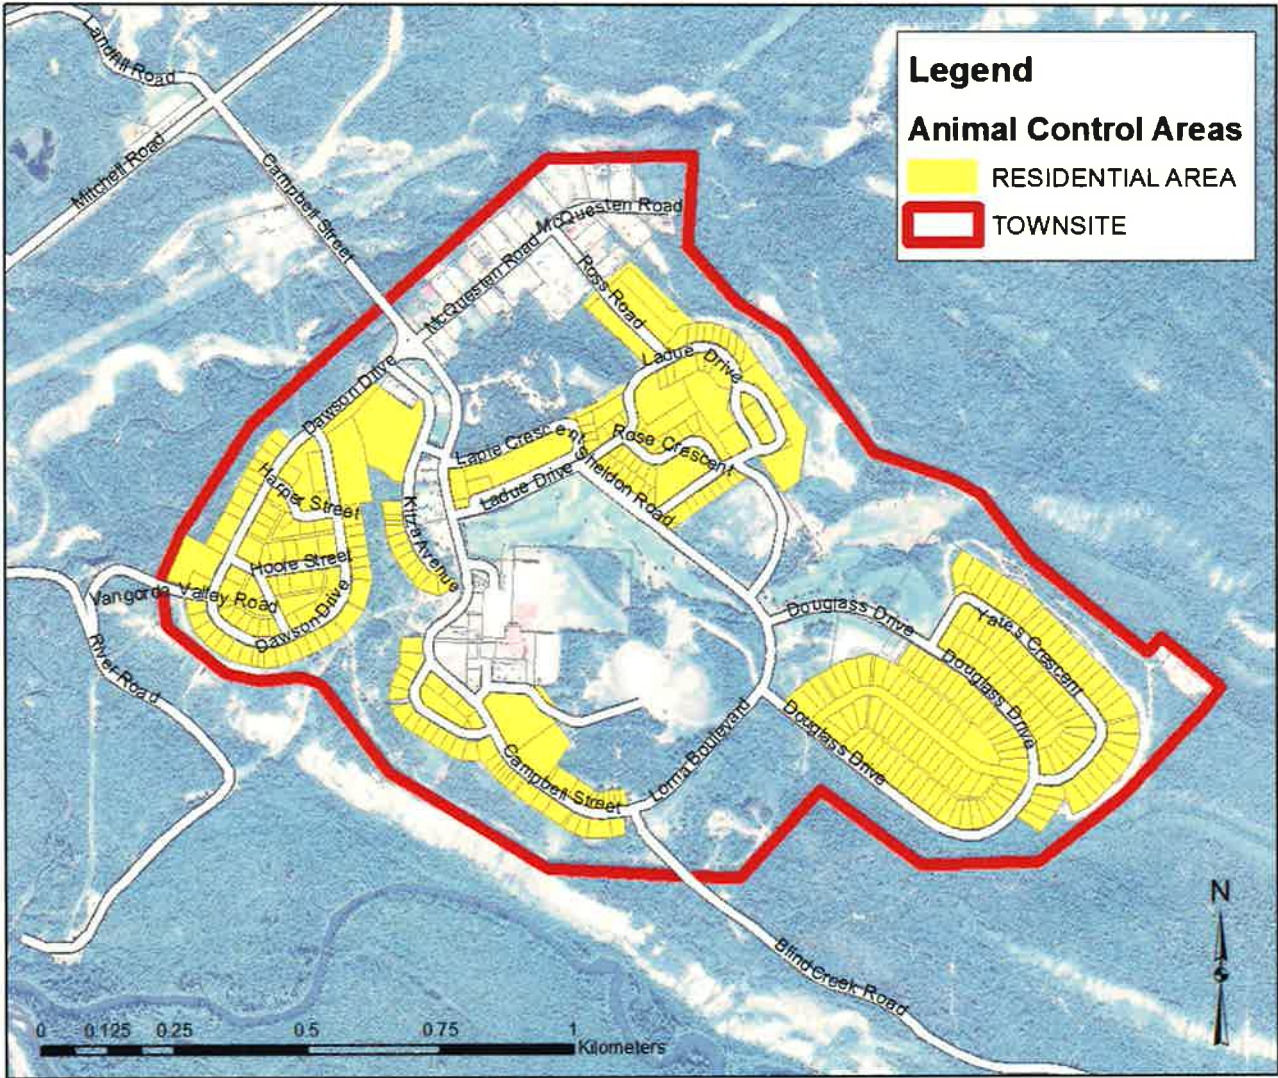 Legend
Animal Control Areas
RESIDENTIAL AREA
TOWNSITE
Landfill Road
Mitchell Road
Campbell Street
McQuesten Road
McQuesten Road
Ross Road
Ladue Drive
Dawson Drive
Lapie Crescent
Rose Crescent
Harper Street
Ladue Drive
Sheldon Road
Kitza Avenue
Hoole Street
Vangorda Valley Road
Dawson Drive
Douglass Drive
Yates Crescent
River Road
Douglass Drive
Douglass Drive
Lorna Boulevard
Campbell Street
Blind Creek Road
N
0 0.125 0.25 0.5 0.75 1
Kilometers